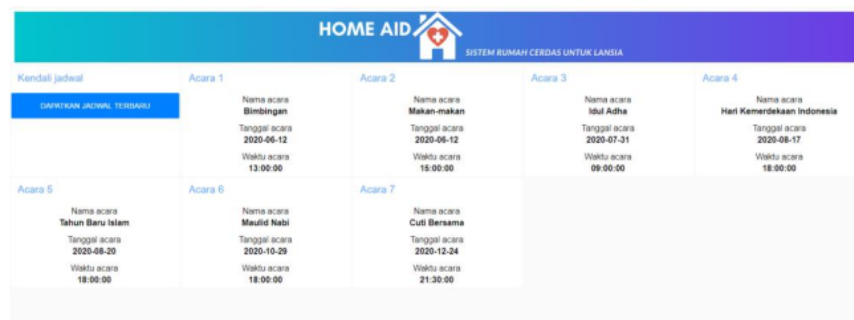 HOME AID
SISTEM RUMAH CERDAS UNTUK LANSIA
Kendali jadwal
DAPATKAN JADWAL TERBARU
Acara 1
Nama acara
Bimbingan
Tanggal acara
2020-06-12
Waktu acara
13:00:00
Acara 2
Nama acara
Makan-makan
Tanggal acara
2020-06-12
Waktu acara
15:00:00
Acara 3
Nama acara
Idul Adha
Tanggal acara
2020-07-31
Waktu acara
09:00:00
Acara 4
Nama acara
Hari Kemerdekaan Indonesia
Tanggal acara
2020-08-17
Waktu acara
18:00:00
Acara 5
Nama acara
Tahun Baru Islam
Tanggal acara
2020-08-20
Waktu acara
18:00:00
Acara 6
Nama acara
Maulid Nabi
Tanggal acara
2020-10-29
Waktu acara
18:00:00
Acara 7
Nama acara
Cuti Bersama
Tanggal acara
2020-12-24
Waktu acara
21:30:00